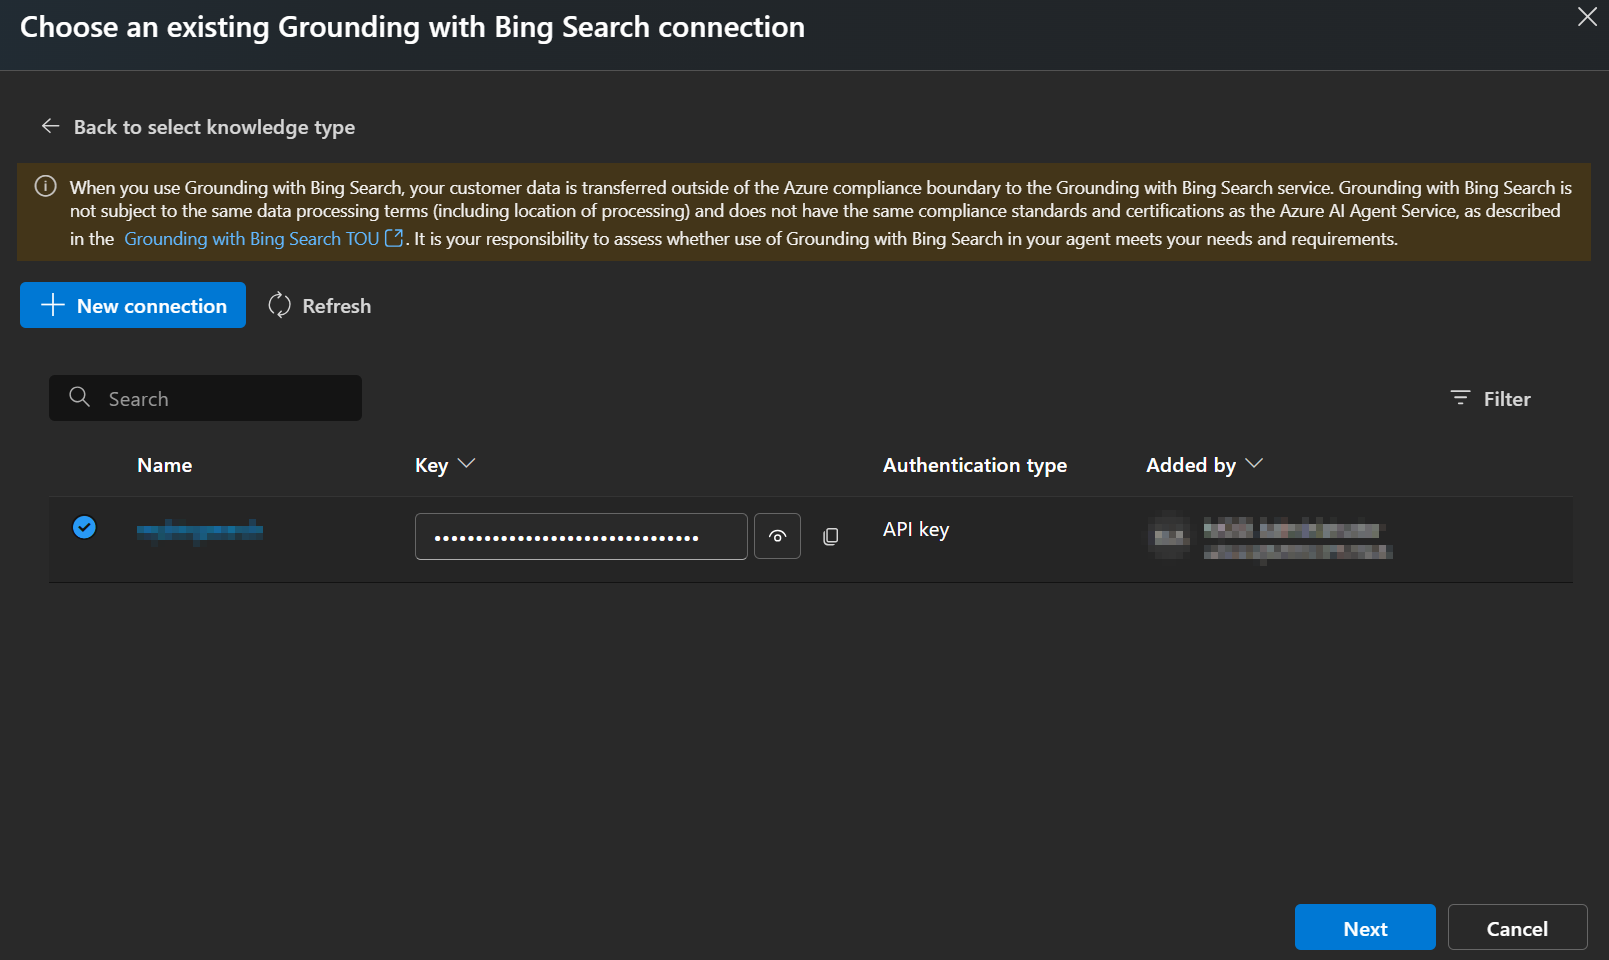 Choose an existing Grounding with Bing Search connection
Back to select knowledge type
When you use Grounding with Bing Search, your customer data is transferred outside of the Azure compliance boundary to the Grounding with Bing Search service. Grounding with Bing Search is
not subject to the same data processing terms (including location of processing) and does not have the same compliance standards and certifications as the Azure AI Agent Service, as described
in the Grounding with Bing Search TOU. It is your responsibility to assess whether use of Grounding with Bing Search in your agent meets your needs and requirements.
New connection Refresh
Search Filter
Name Key Authentication type Added by
•••••••••••••••••••••••••••••••• API key
Next Cancel